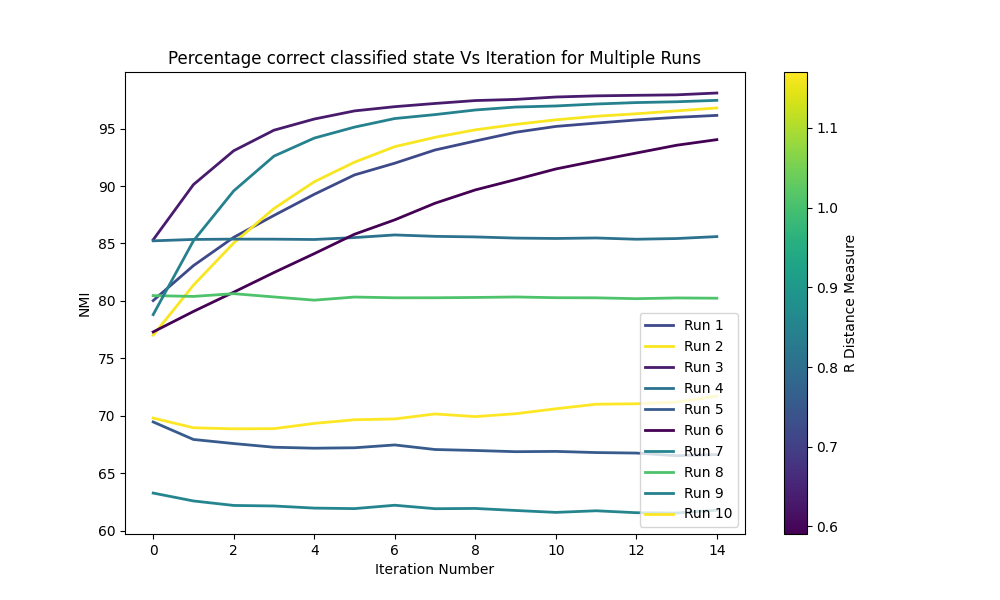 Percentage correct classified state Vs Iteration for Multiple Runs
NMI
95
90
85
80
75
70
65
60
0 2 4 6 8 10 12 14
Iteration Number
Run 1
Run 2
Run 3
Run 4
Run 5
Run 6
Run 7
Run 8
Run 9
Run 10
1.1
1.0
0.9
0.8
0.7
0.6
R Distance Measure